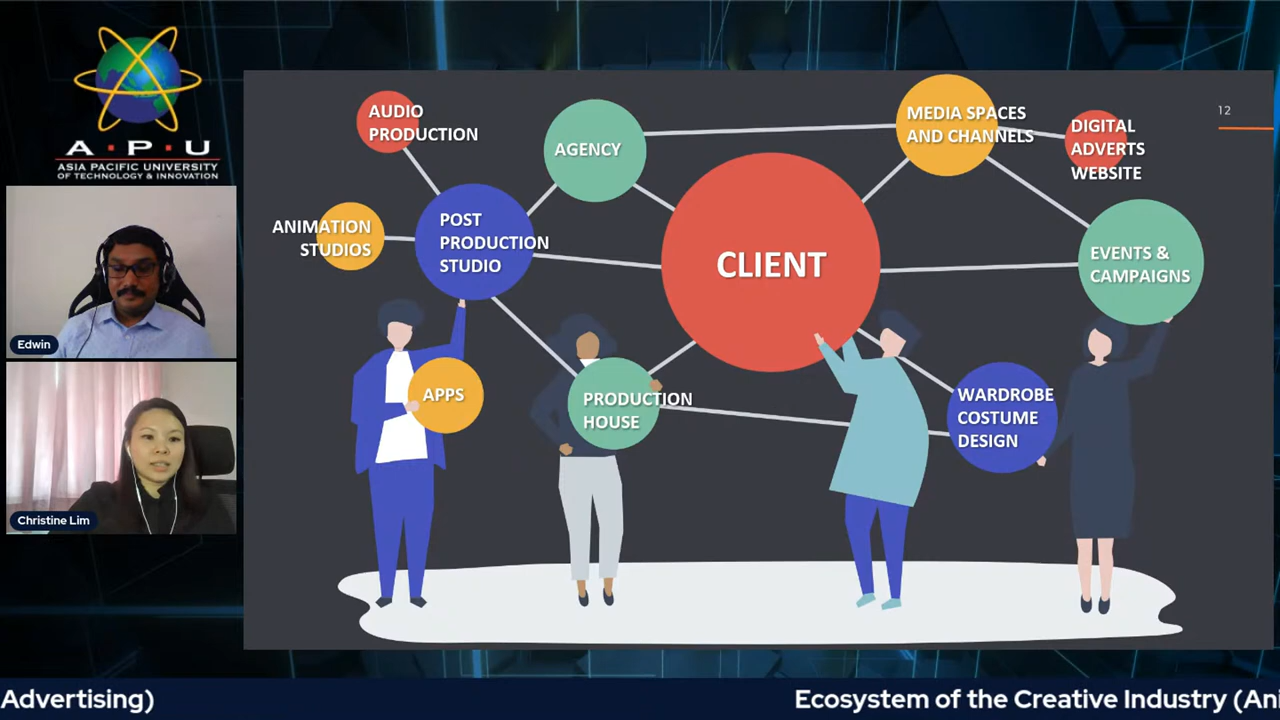 A·P·U
ASIA PACIFIC UNIVERSITY
OF TECHNOLOGY & INNOVATION
Edwin
Christine Lim
12
AUDIO
PRODUCTION
AGENCY
MEDIA SPACES
AND CHANNELS
DIGITAL
ADVERTS
WEBSITE
ANIMATION
STUDIOS
POST
PRODUCTION
STUDIO
CLIENT
EVENTS &
CAMPAIGNS
APPS
PRODUCTION
HOUSE
WARDROBE
COSTUME
DESIGN
Advertising) Ecosystem of the Creative Industry (Ani